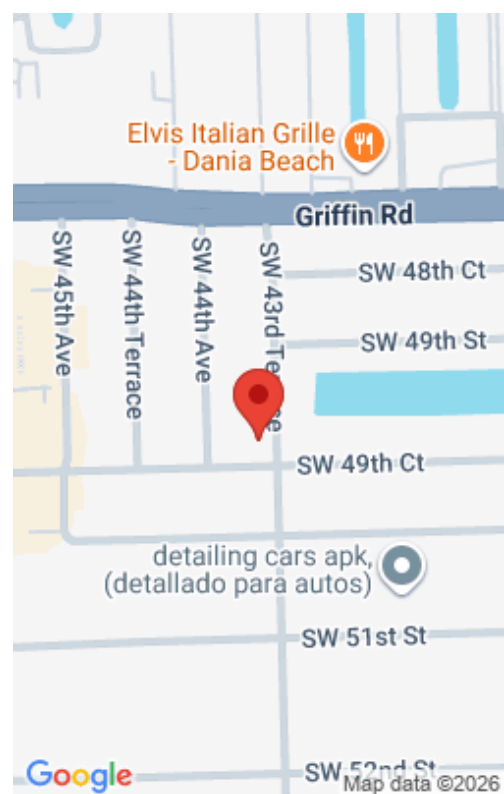 Elvis Italian Grille
- Dania Beach
Griffin Rd
SW 45th Ave
SW 44th Terrace
SW 44th Ave
SW 43rd Terrace
SW 48th Ct
SW 49th St
SW 49th Ct
detailing cars apk,
(detallado para autos)
SW 51st St
SW 52nd St
Google
Map data ©2026